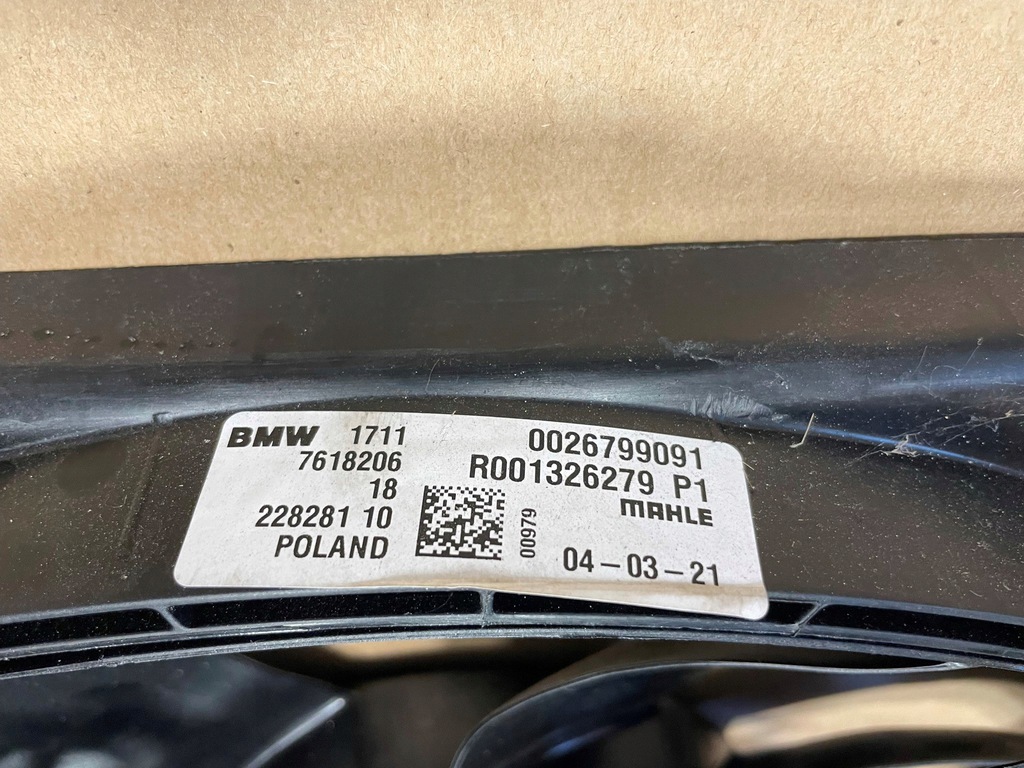 BMW 1711
7618206
18
228281 10
POLAND
00979
0026799091
R001326279 P1
MAHLE
04-03-21